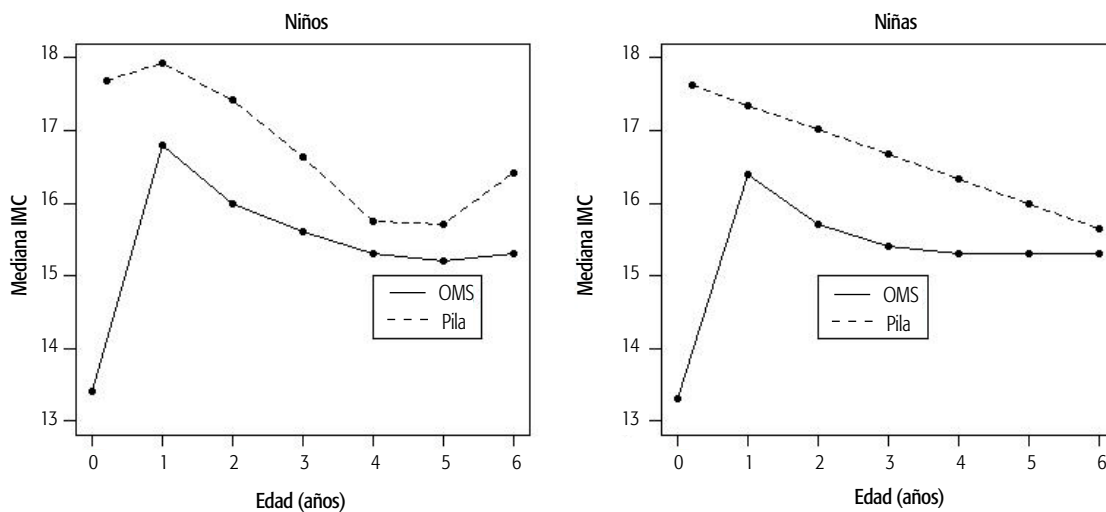 Niños
18
17
16
15
14
13
Mediana IMC
OMS
Pila
0 1 2 3 4 5 6
Edad (años)
Niñas
18
17
16
15
14
13
Mediana IMC
OMS
Pila
0 1 2 3 4 5 6
Edad (años)